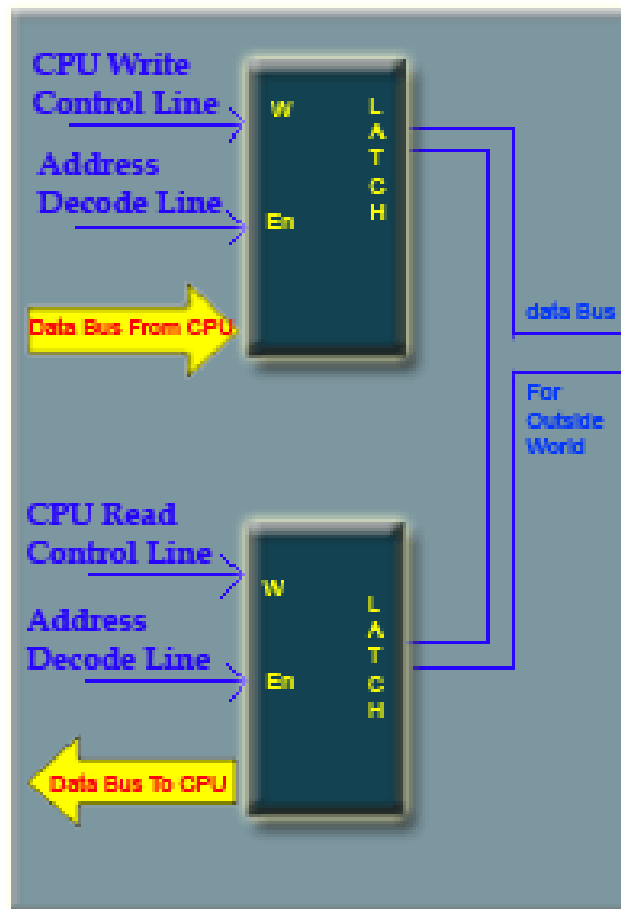 CPU Write
Control Line
W
L
A
T
C
H
Address
Decode Line
En
Data Bus From CPU
data Bus
For
Outside
World
CPU Read
Control Line
W
L
A
T
C
H
Address
Decode Line
En
Data Bus To CPU